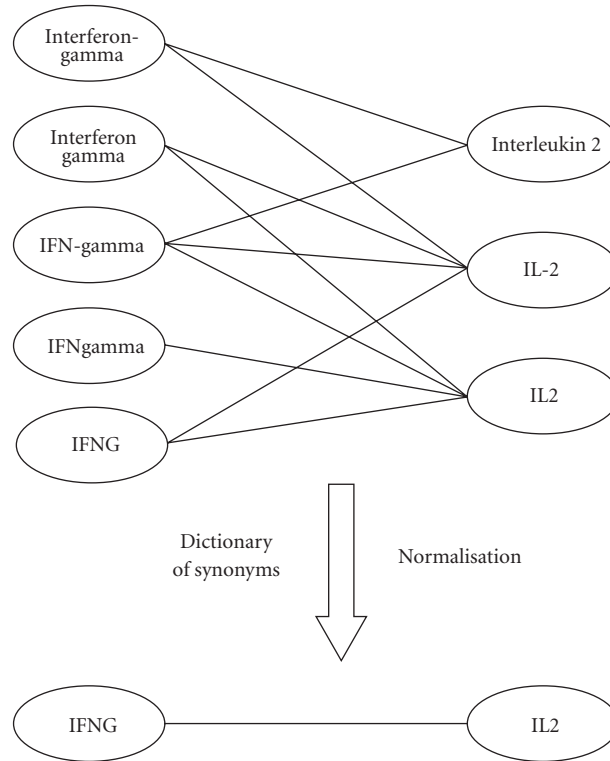 Interferon-
gamma
Interferon
gamma
IFN-gamma
IFNgamma
IFNG
Interleukin 2
IL-2
IL2
Dictionary
of synonyms
Normalisation
IFNG
IL2